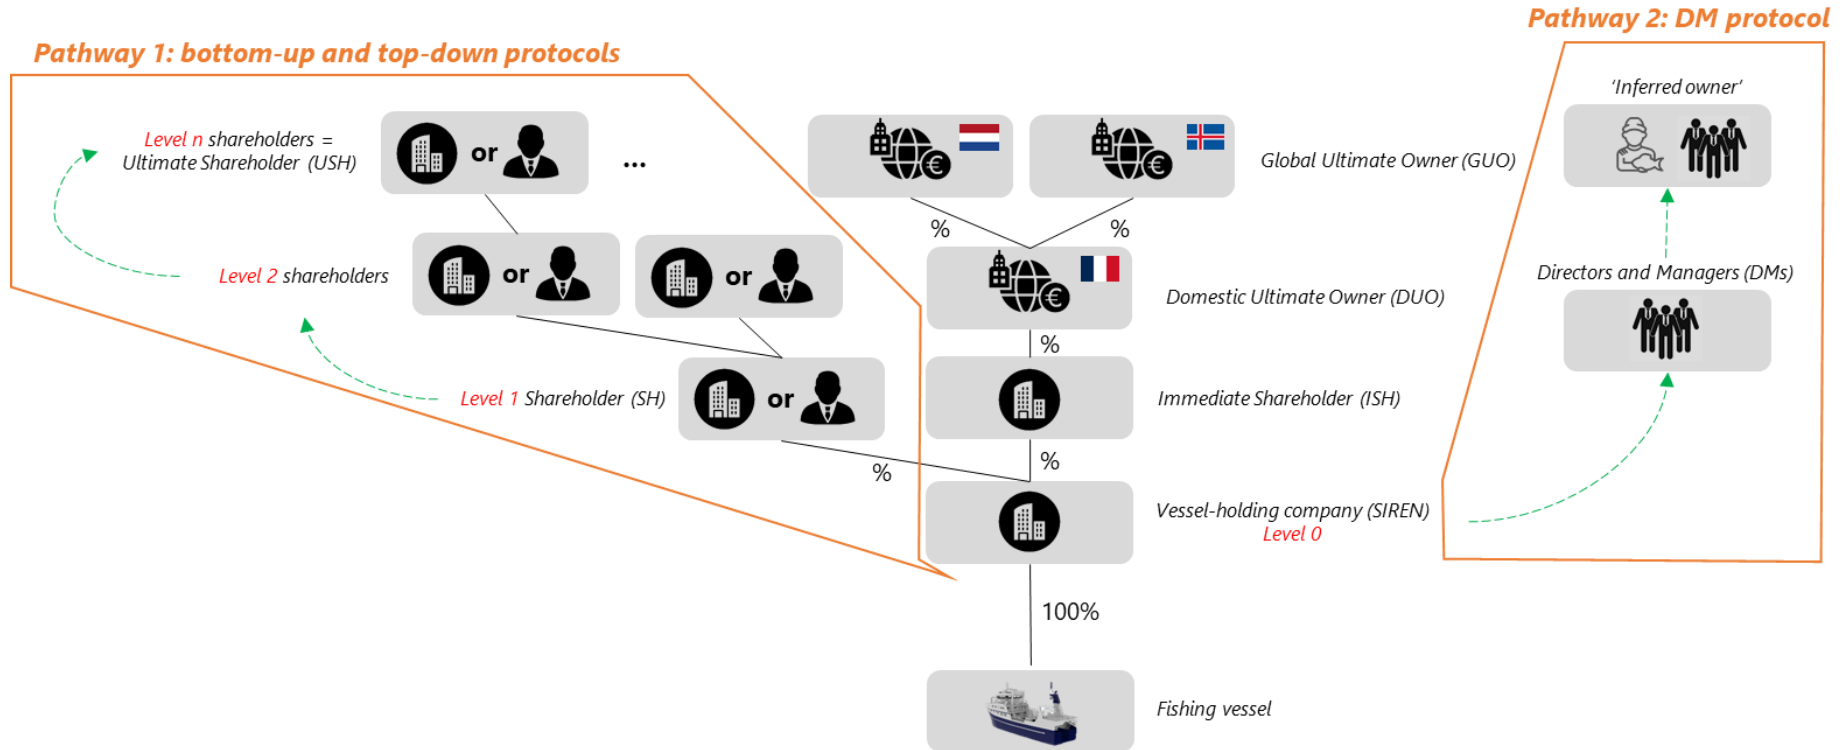 Pathway 2: DM protocol
Pathway 1: bottom-up and top-down protocols
'Inferred owner'
Level n shareholders =
Ultimate Shareholder (USH)
or
...
€
€
Global Ultimate Owner (GUO)
%
%
Level 2 shareholders
or
or
€
Domestic Ultimate Owner (DUO)
Directors and Managers (DMs)
%
Level 1 Shareholder (SH)
or
Immediate Shareholder (ISH)
%
%
Vessel-holding company (SIREN)
Level 0
100%
Fishing vessel